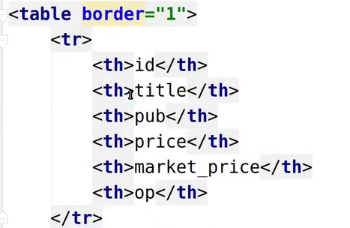 <table border="1">
<tr>
<th>id</th>
<th>title</th>
<th>pub</th>
<th>price</th>
<th>market_price</th>
<th>op</th>
</tr>